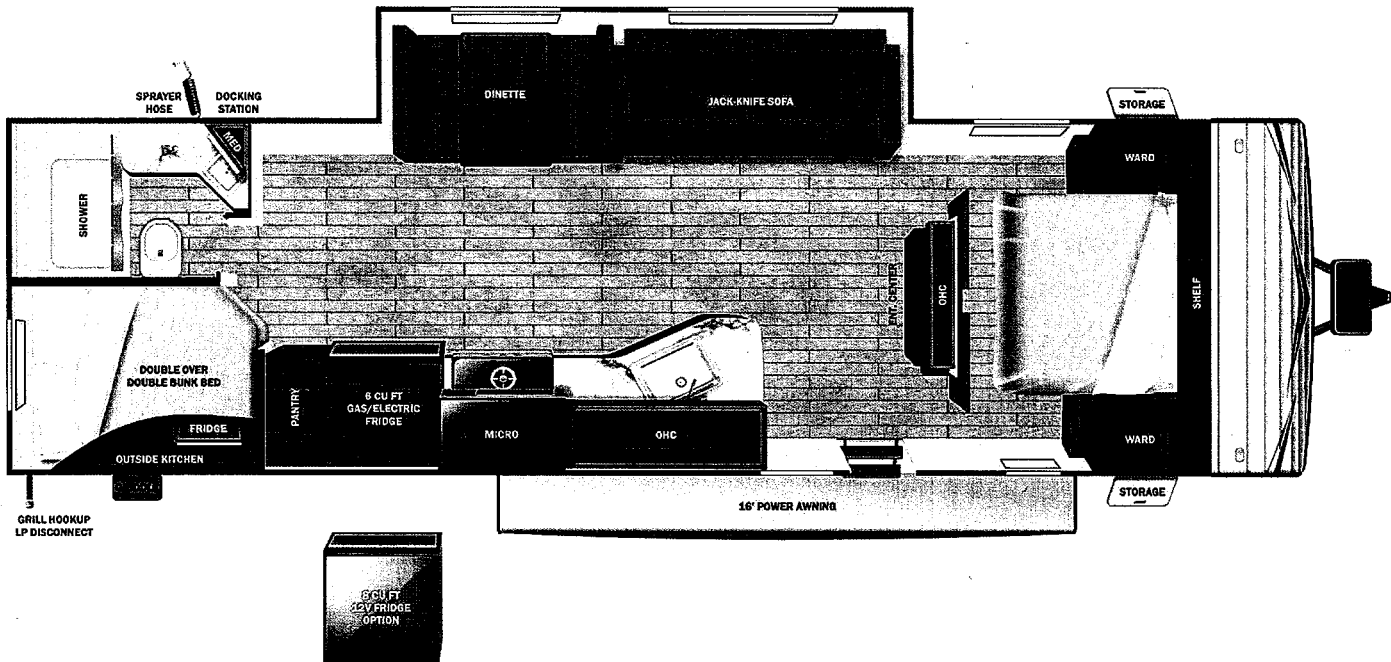 DINETTE
JACK-KNIFE SOFA
SPRAYER
HOSE
DOCKING
STATION
STORAGE
MED
WARD
SHOWER
ENT. CENTER
OHC
SHELF
DOUBLE OVER
DOUBLE BUNK BED
PANTRY
6 CU FT
GAS/ELECTRIC
FRIDGE
FRIDGE
MICRO
OHC
WARD
OUTSIDE KITCHEN
STORAGE
16' POWER AWNING
GRILL HOOKUP
LP DISCONNECT
8 CU FT
12V FRIDGE
OPTION